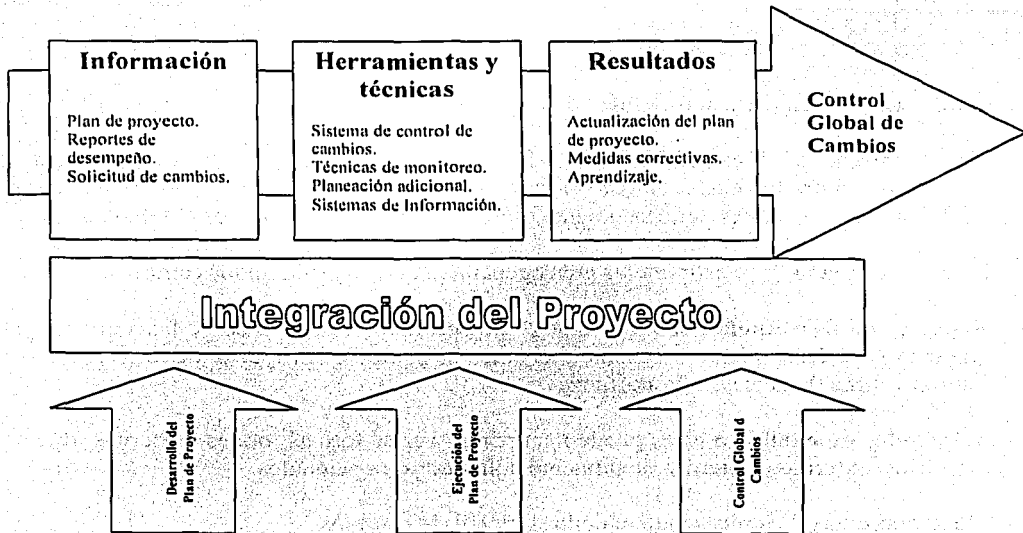 Información
Plan de proyecto.
Reportes de
desempeño.
Solicitud de cambios.
Herramientas y
técnicas
Sistema de control de
cambios.
Técnicas de monitoreo.
Planeación adicional.
Sistemas de Información.
Resultados
Actualización del plan
de proyecto.
Medidas correctivas.
Aprendizaje.
Control
Global de
Cambios
Integración del Proyecto
Desarrollo del
Plan de Proyecto
Ejecución del
Plan de Proyecto
Control Global d
Cambios